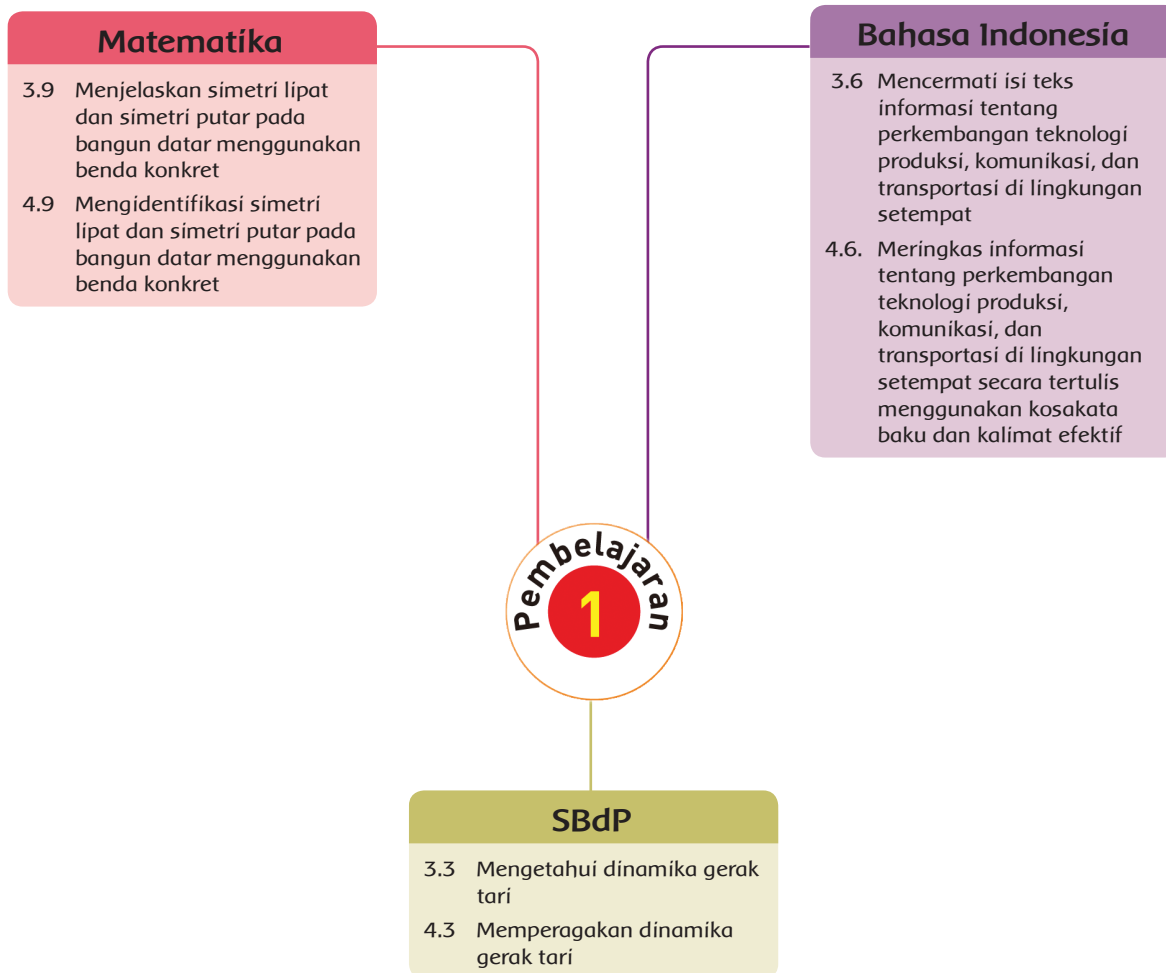 Matematika
3.9 Menjelaskan simetri lipat
dan simetri putar pada
bangun datar menggunakan
benda konkret
4.9 Mengidentifikasi simetri
lipat dan simetri putar pada
bangun datar menggunakan
benda konkret
Bahasa Indonesia
3.6 Mencermati isi teks
informasi tentang
perkembangan teknologi
produksi, komunikasi, dan
transportasi di lingkungan
setempat
4.6. Meringkas informasi
tentang perkembangan
teknologi produksi,
komunikasi, dan
transportasi di lingkungan
setempat secara tertulis
menggunakan kosakata
baku dan kalimat efektif
Pembelajaran
1
SBdP
3.3 Mengetahui dinamika gerak
tari
4.3 Memperagakan dinamika
gerak tari